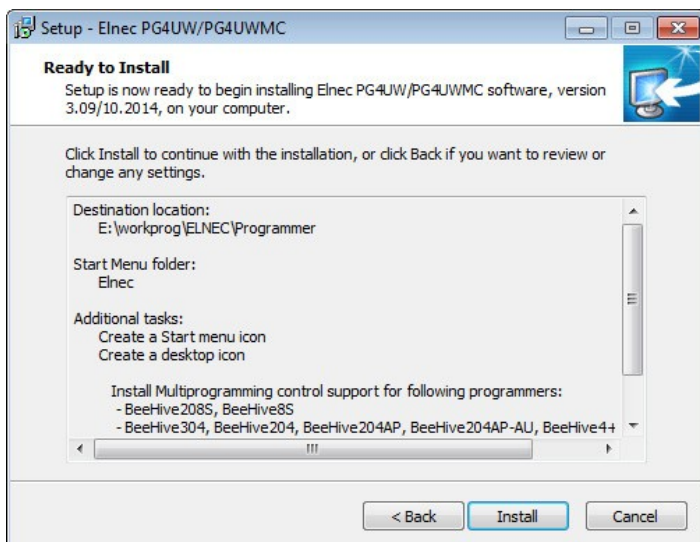 Setup - Elnec PG4UW/PG4UWMC
Ready to Install
Setup is now ready to begin installing Elnec PG4UW/PG4UWMC software, version
3.09/10.2014, on your computer.
Click Install to continue with the installation, or click Back if you want to review or
change any settings.
Destination location:
E:\workprog\ELNEC\Programmer
Start Menu folder:
Elnec
Additional tasks:
Create a Start menu icon
Create a desktop icon
Install Multiprogramming control support for following programmers:
- BeeHive208S, BeeHive8S
- BeeHive304, BeeHive204, BeeHive204AP, BeeHive204AP-AU, BeeHive4+
< Back
Install
Cancel